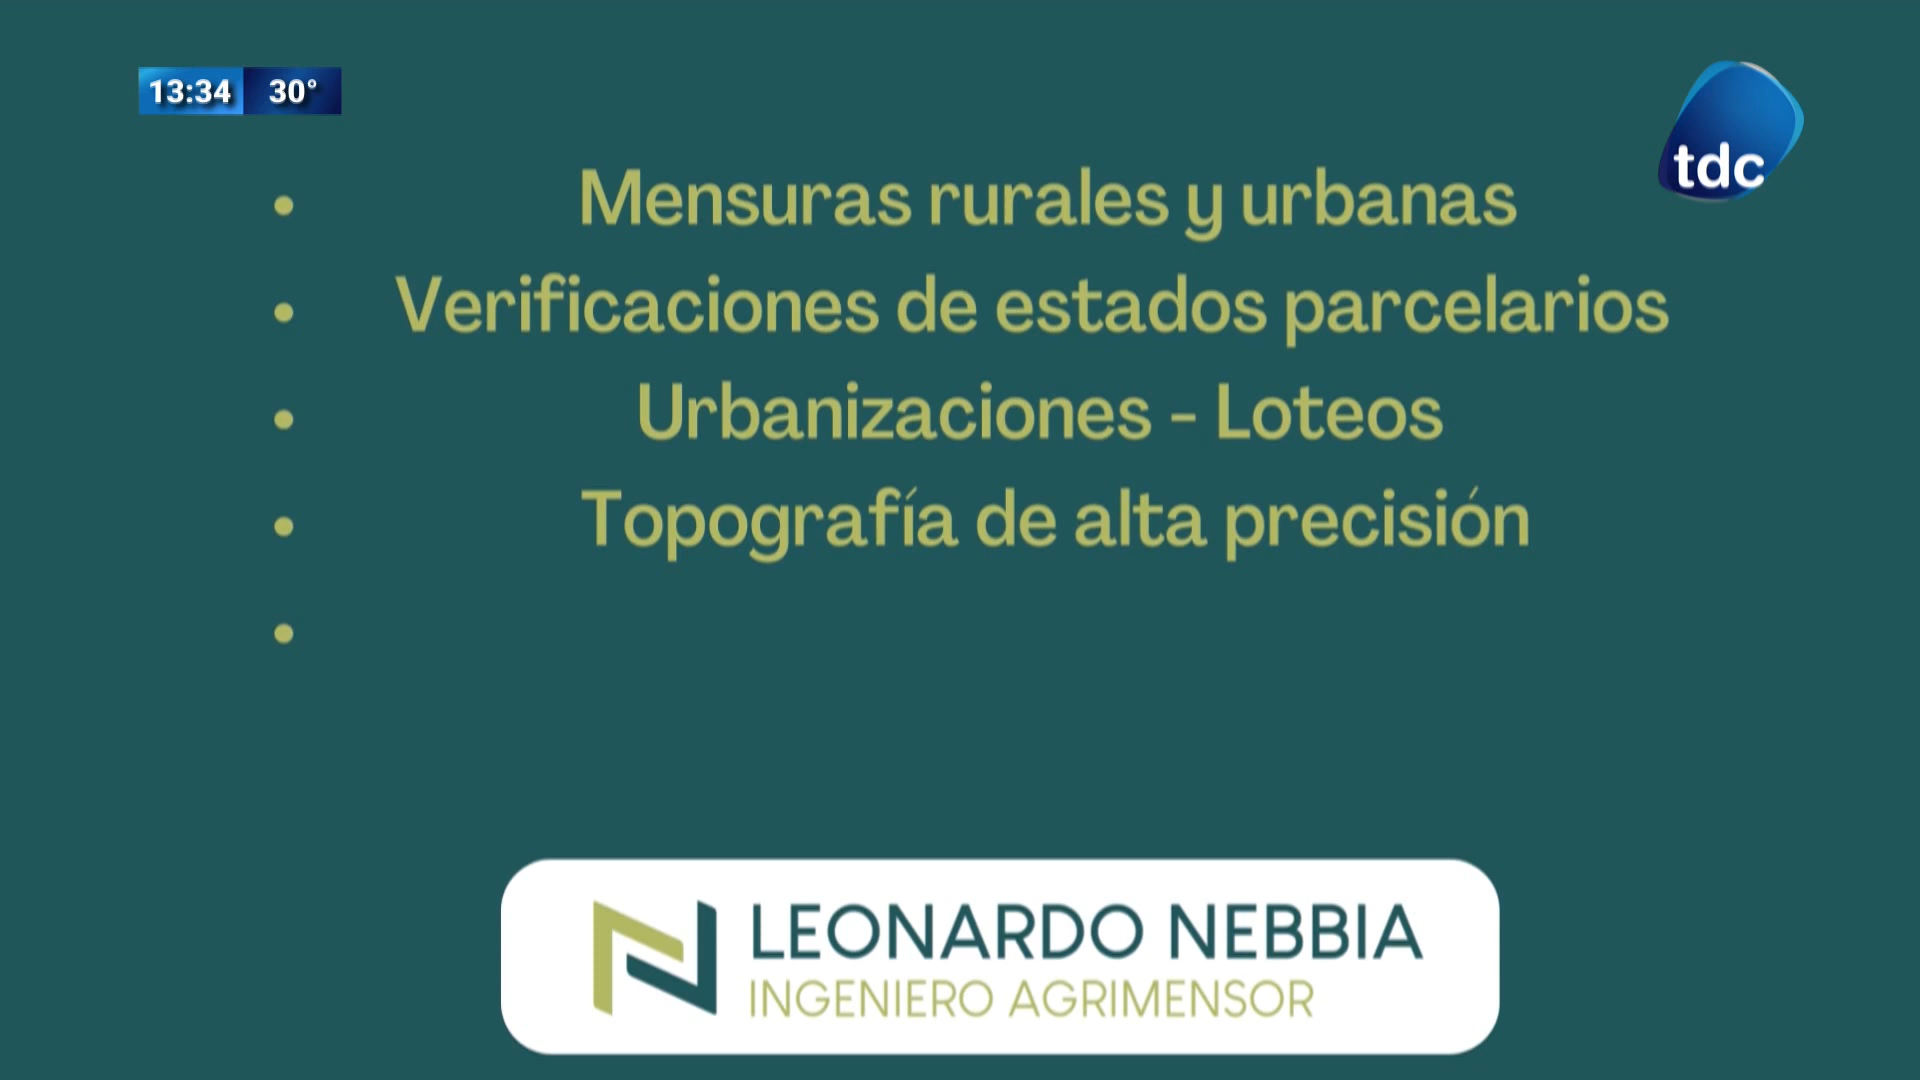 13:34 30°
tdc
• Mensuras rurales y urbanas
• Verificaciones de estados parcelarios
• Urbanizaciones - Loteos
• Topografía de alta precisión
•
LEONARDO NEBBIA
INGENIERO AGRIMENSOR